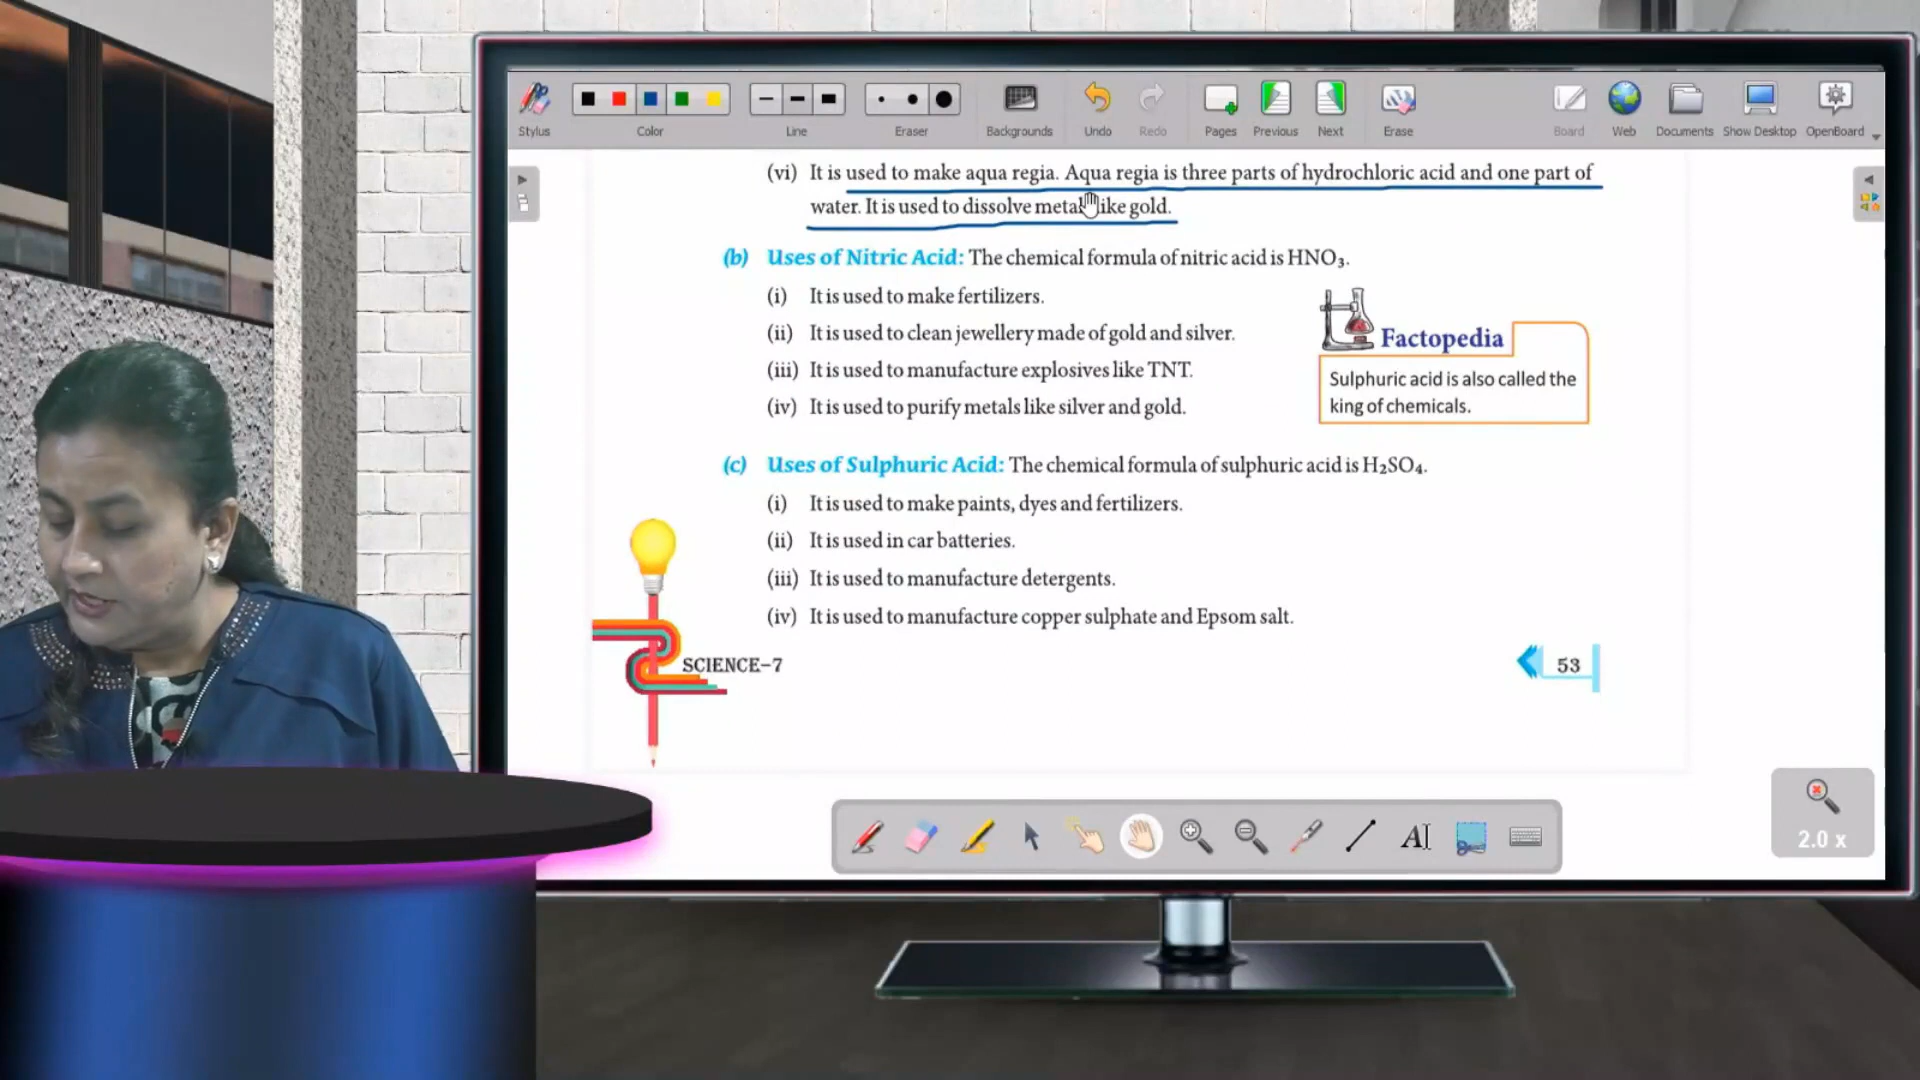 Stylus
Color
Line
Eraser
Backgrounds
Undo
Redo
Pages
Previous
Next
Erase
Board
Web
Documents
Show Desktop
OpenBoard
(vi) It is used to make aqua regia. Aqua regia is three parts of hydrochloric acid and one part of
water. It is used to dissolve metals like gold.
(b) Uses of Nitric Acid: The chemical formula of nitric acid is HNO₃.
(i) It is used to make fertilizers.
(ii) It is used to clean jewellery made of gold and silver.
(iii) It is used to manufacture explosives like TNT.
(iv) It is used to purify metals like silver and gold.
Factopedia
Sulphuric acid is also called the
king of chemicals.
(c) Uses of Sulphuric Acid: The chemical formula of sulphuric acid is H₂SO₄.
(i) It is used to make paints, dyes and fertilizers.
(ii) It is used in car batteries.
(iii) It is used to manufacture detergents.
(iv) It is used to manufacture copper sulphate and Epsom salt.
SCIENCE–7
53
AI
2.0 x